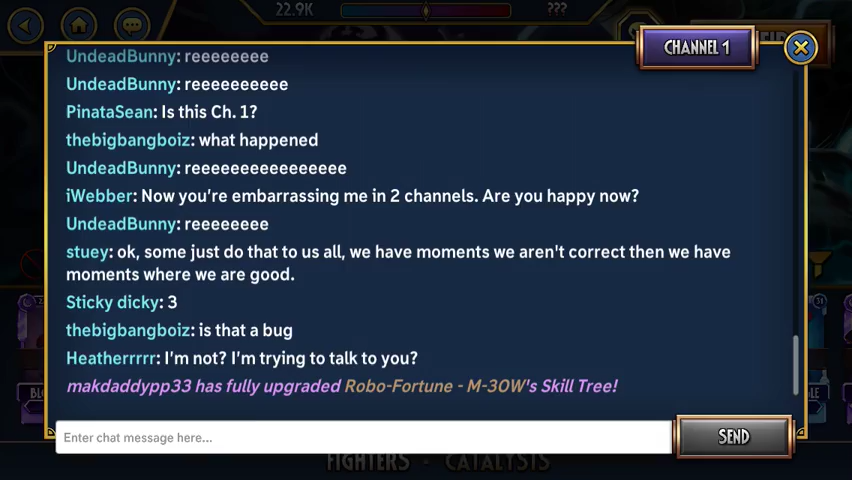 22.9K
???
CHANNEL 1
UndeadBunny: reeeeeeee
UndeadBunny: reeeeeeeeee
PinataSean: Is this Ch. 1?
thebigbangboiz: what happened
UndeadBunny: reeeeeeeeeeeeeeee
iWebber: Now you're embarrassing me in 2 channels. Are you happy now?
UndeadBunny: reeeeeeee
stuey: ok, some just do that to us all, we have moments we aren't correct then we have
moments where we are good.
Sticky dicky: 3
thebigbangboiz: is that a bug
Heatherrrrr: I'm not? I'm trying to talk to you?
makdaddypp33 has fully upgraded Robo-Fortune - M-3OW's Skill Tree!
Enter chat message here...
SEND
FIGHTERS · CATALYSTS